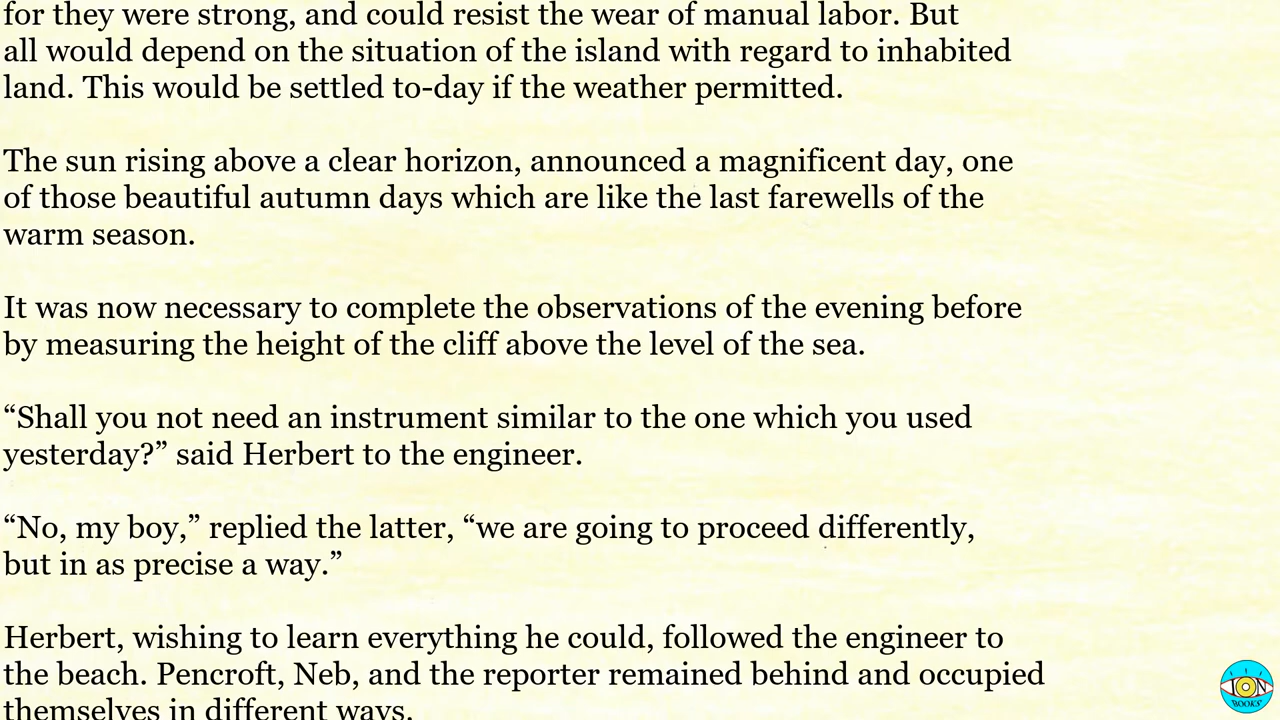 for they were strong, and could resist the wear of manual labor. But
all would depend on the situation of the island with regard to inhabited
land. This would be settled to-day if the weather permitted.
The sun rising above a clear horizon, announced a magnificent day, one
of those beautiful autumn days which are like the last farewells of the
warm season.
It was now necessary to complete the observations of the evening before
by measuring the height of the cliff above the level of the sea.
“Shall you not need an instrument similar to the one which you used
yesterday?” said Herbert to the engineer.
“No, my boy,” replied the latter, “we are going to proceed differently,
but in as precise a way.”
Herbert, wishing to learn everything he could, followed the engineer to
the beach. Pencroft, Neb, and the reporter remained behind and occupied
themselves in different ways.
ION
BOOKS